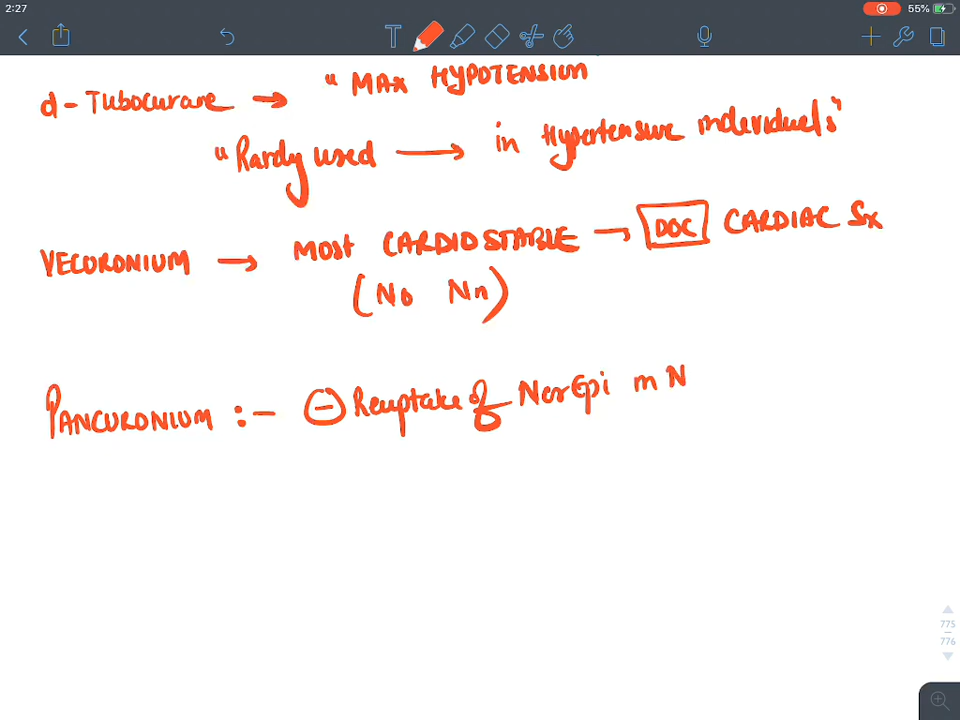 2:27
55%
T
d - Tubocurare → " MAX HYPOTENSION
" Rarely used → in Hypertensive individuals "
VECURONIUM → MOST CARDIOSTABLE → DOC CARDIAC Sx
(No Nn)
PANCURONIUM :- ⊖ Reuptake of NorEpi in N
775
–
776